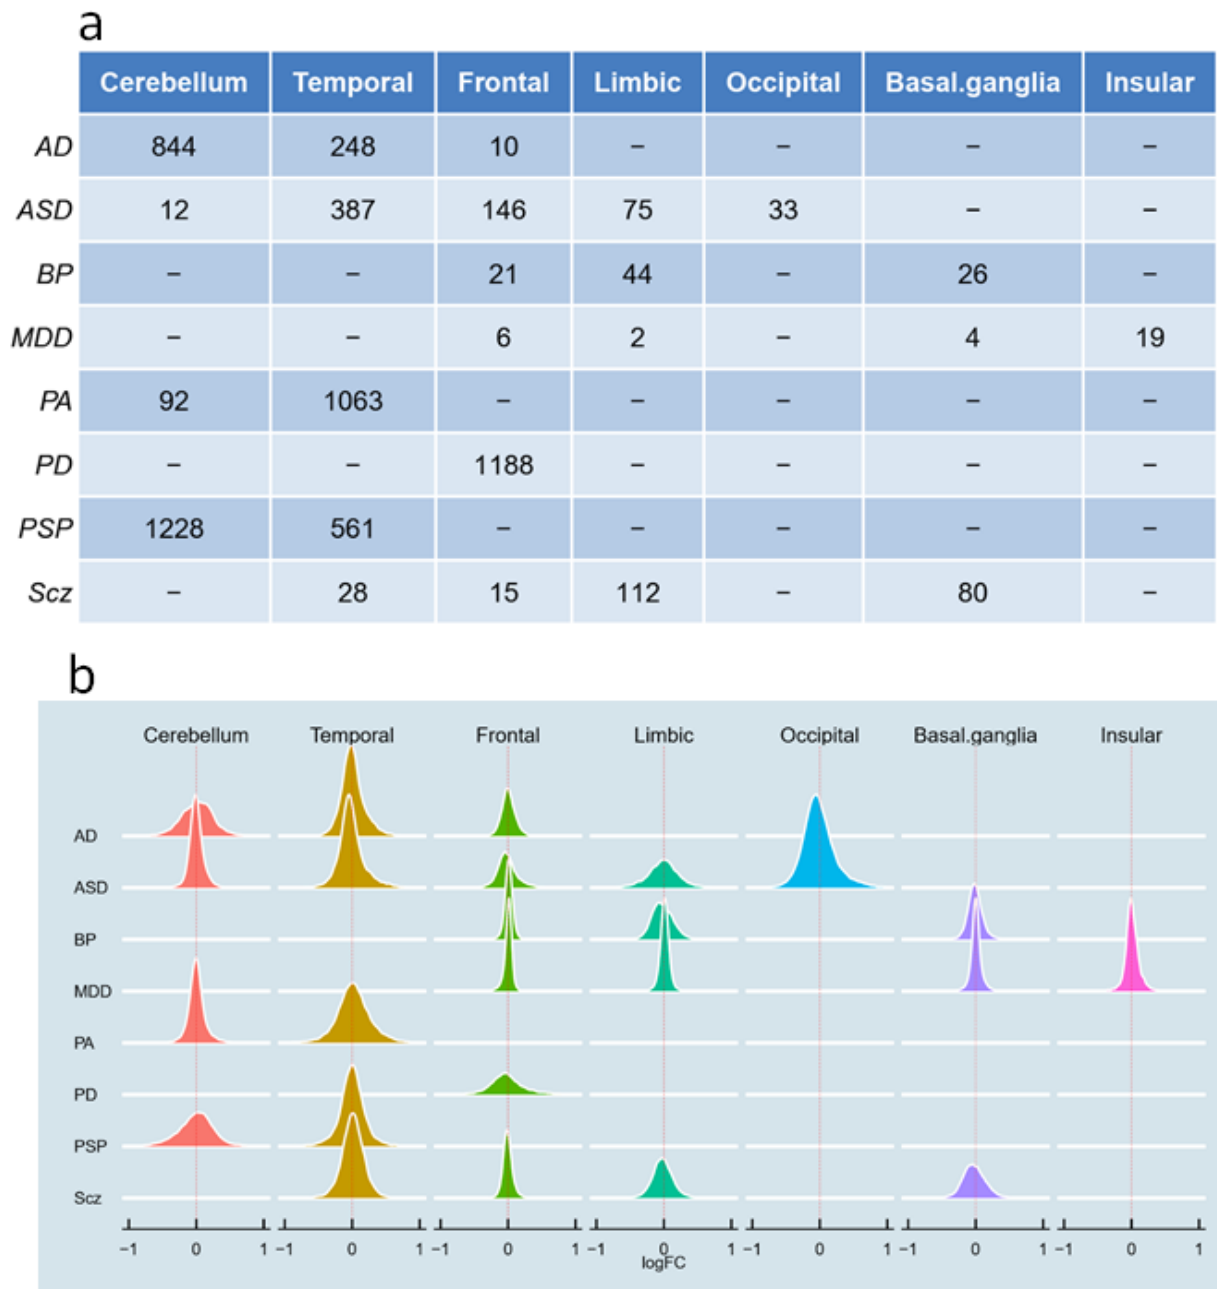 a
Cerebellum Temporal Frontal Limbic Occipital Basal.ganglia Insular
AD 844 248 10 – – – –
ASD 12 387 146 75 33 – –
BP – – 21 44 – 26 –
MDD – – 6 2 – 4 19
PA 92 1063 – – – – –
PD – – 1188 – – – –
PSP 1228 561 – – – – –
Scz – 28 15 112 – 80 –
b
Cerebellum Temporal Frontal Limbic Occipital Basal.ganglia Insular
AD
ASD
BP
MDD
PA
PD
PSP
Scz
−1 0 1 −1 0 1 −1 0 1 −1 0 1 −1 0 1 −1 0 1 −1 0 1
logFC